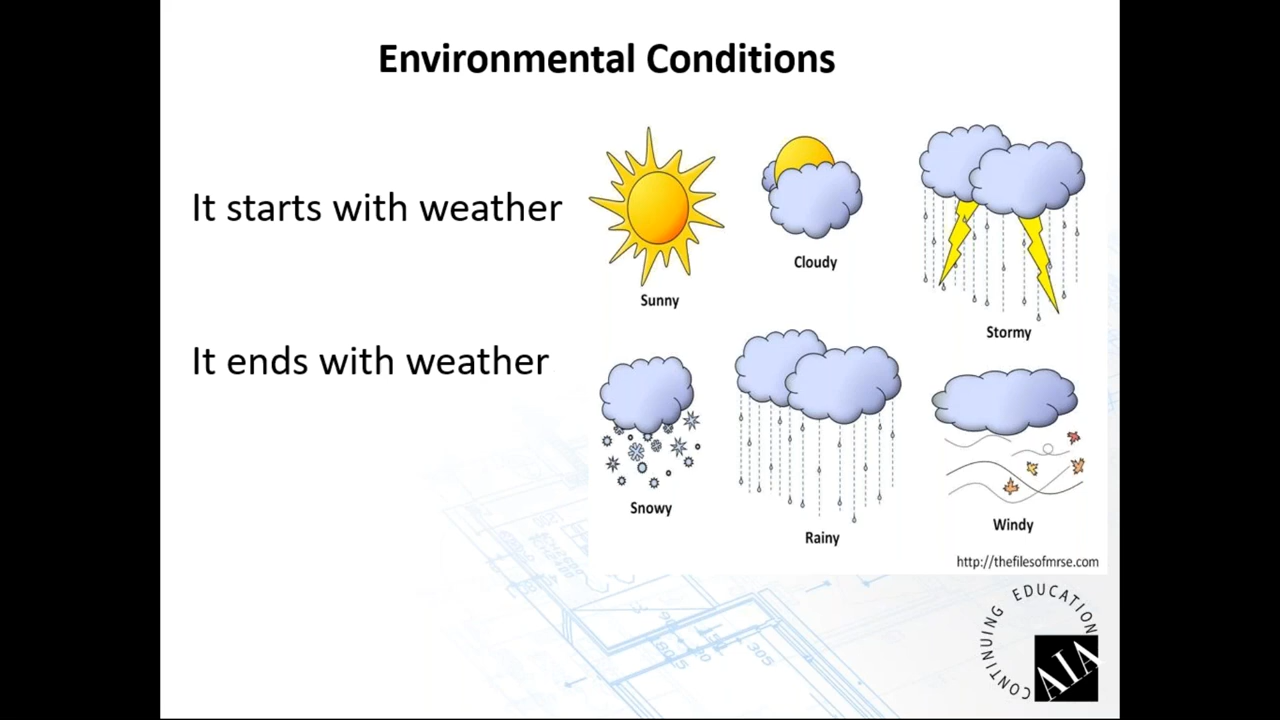 Environmental Conditions
It starts with weather
It ends with weather
Sunny
Cloudy
Stormy
Snowy
Rainy
Windy
http://thefilesofmrse.com
CONTINUING EDUCATION
AIA
305